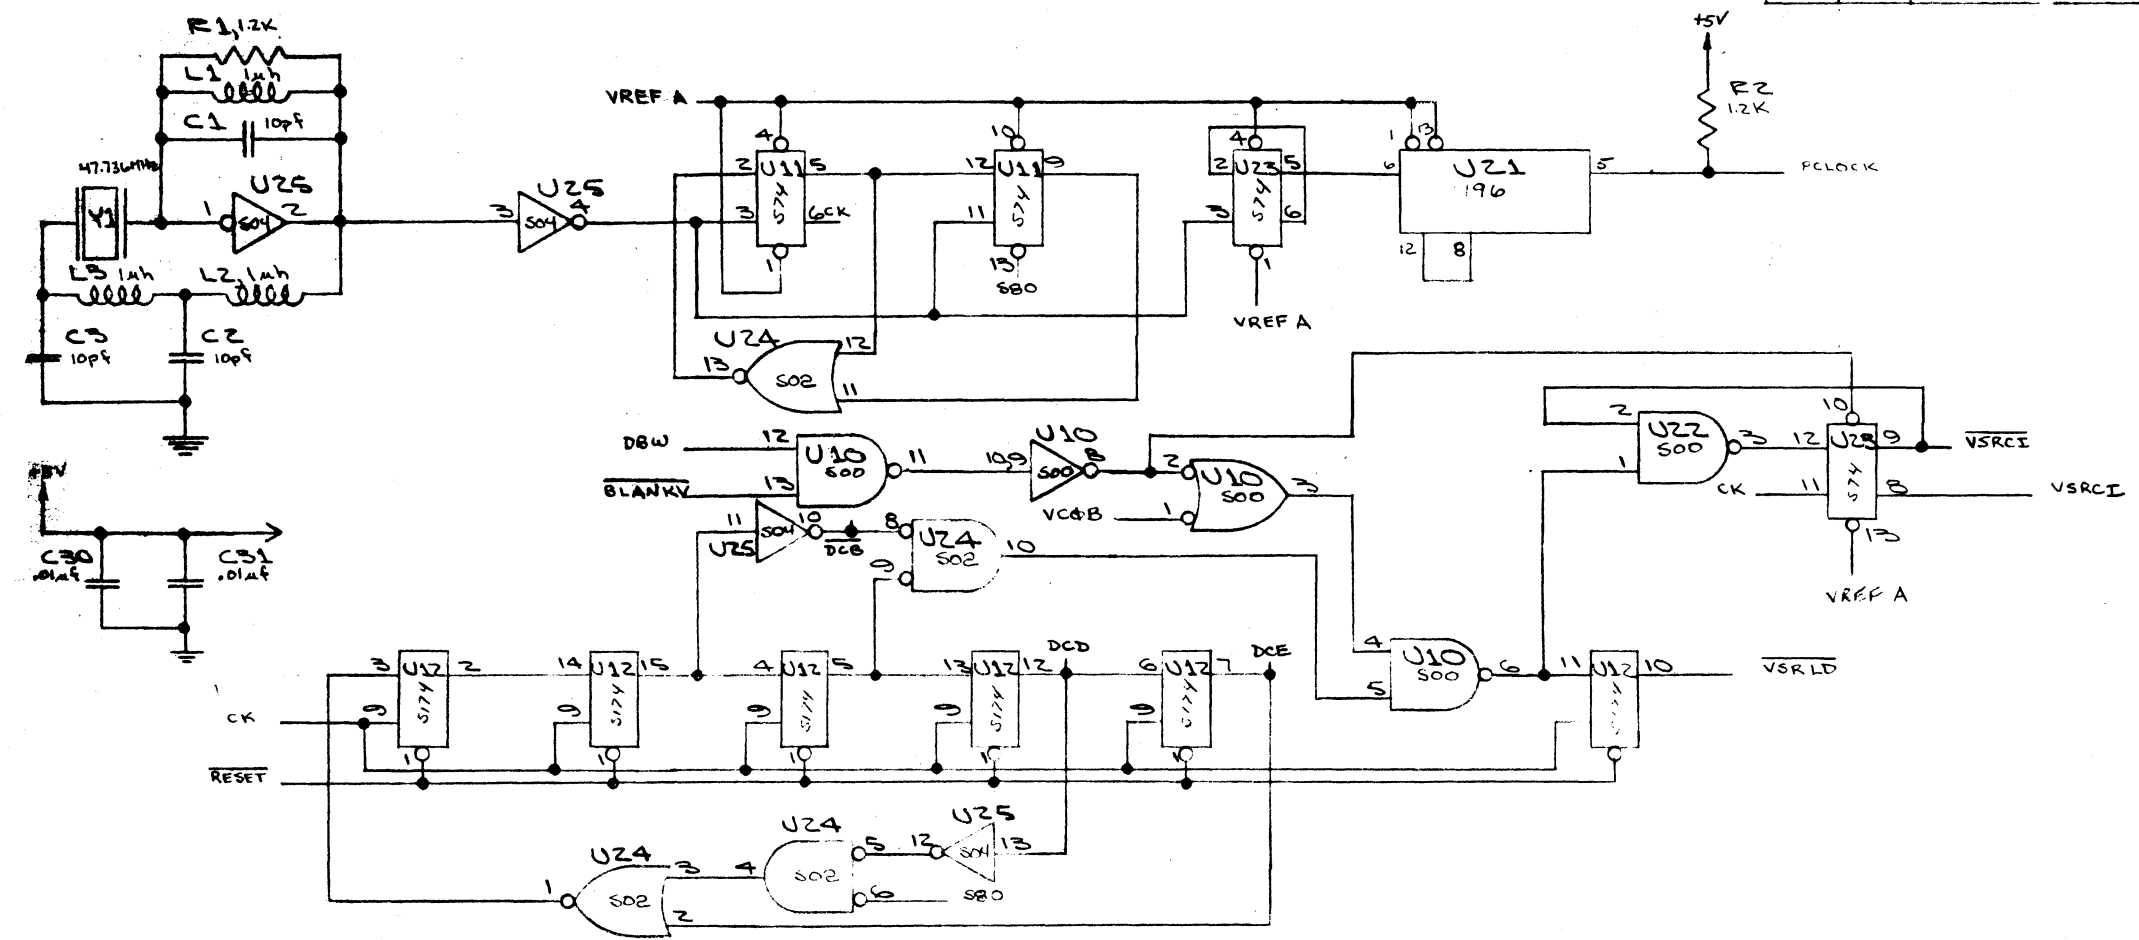 R1, 1.2K
L1 1µh
C1 10pf
47.736MHz
Y1
1 U25 2
S04
L3 1µh
L2, 1µh
C3
10pf
C2
10pf
+5V
C30
.01µf
C31
.01µf
3 U25 4
S04
VREF A
4
2 U11 5
S74
3 6 CK
1
10
12 U11 9
S74
11
13
S80
4
2 U23 5
S74
3 6
1
VREF A
1 13
6 U21 5
196
12 8
+5V
R2
1.2K
PCLOCK
U24
12
13 S02
11
DBW 12
U10
S00
11
BLANKV 13
10,9 U10 8
S00
2 U10 3
S00
VCΦB 1
11 U25 10
S04
DCB
8 U24 10
S02
9
2 U22 3
S00
1
10
12 U23 9
S74
VSRCI
CK 11 8 VSRCI
13
VREF A
DCD
DCE
3 U12 2
S174
9
1
14 U12 15
S174
9
1
4 U12 5
S174
9
1
13 U12 12
S174
9
1
6 U12 7
S174
9
1
4 U10 6
S00
5
11 U12 10
S174
VSRLD
CK
RESET
U25
12 S04 13
S80
U24
5
4 S02
6
U24
3
1 S02
2